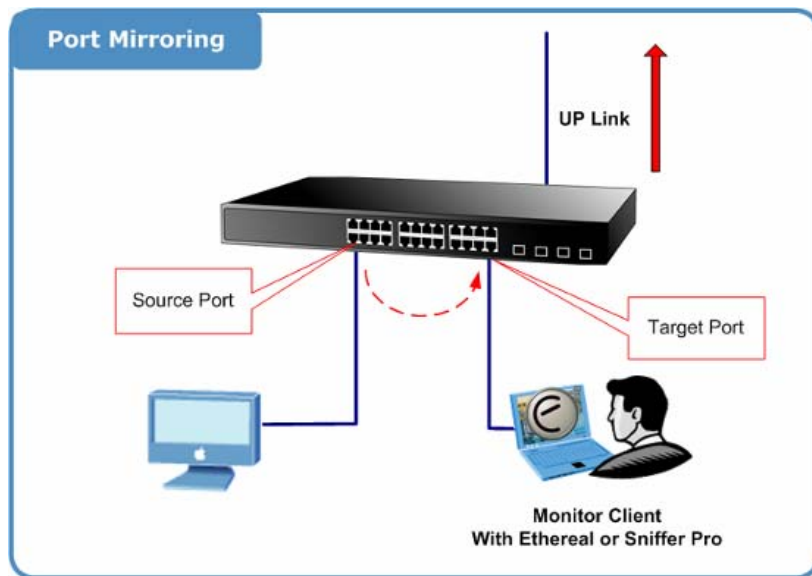 Port Mirroring
UP Link
Source Port
Target Port
Monitor Client
With Ethereal or Sniffer Pro